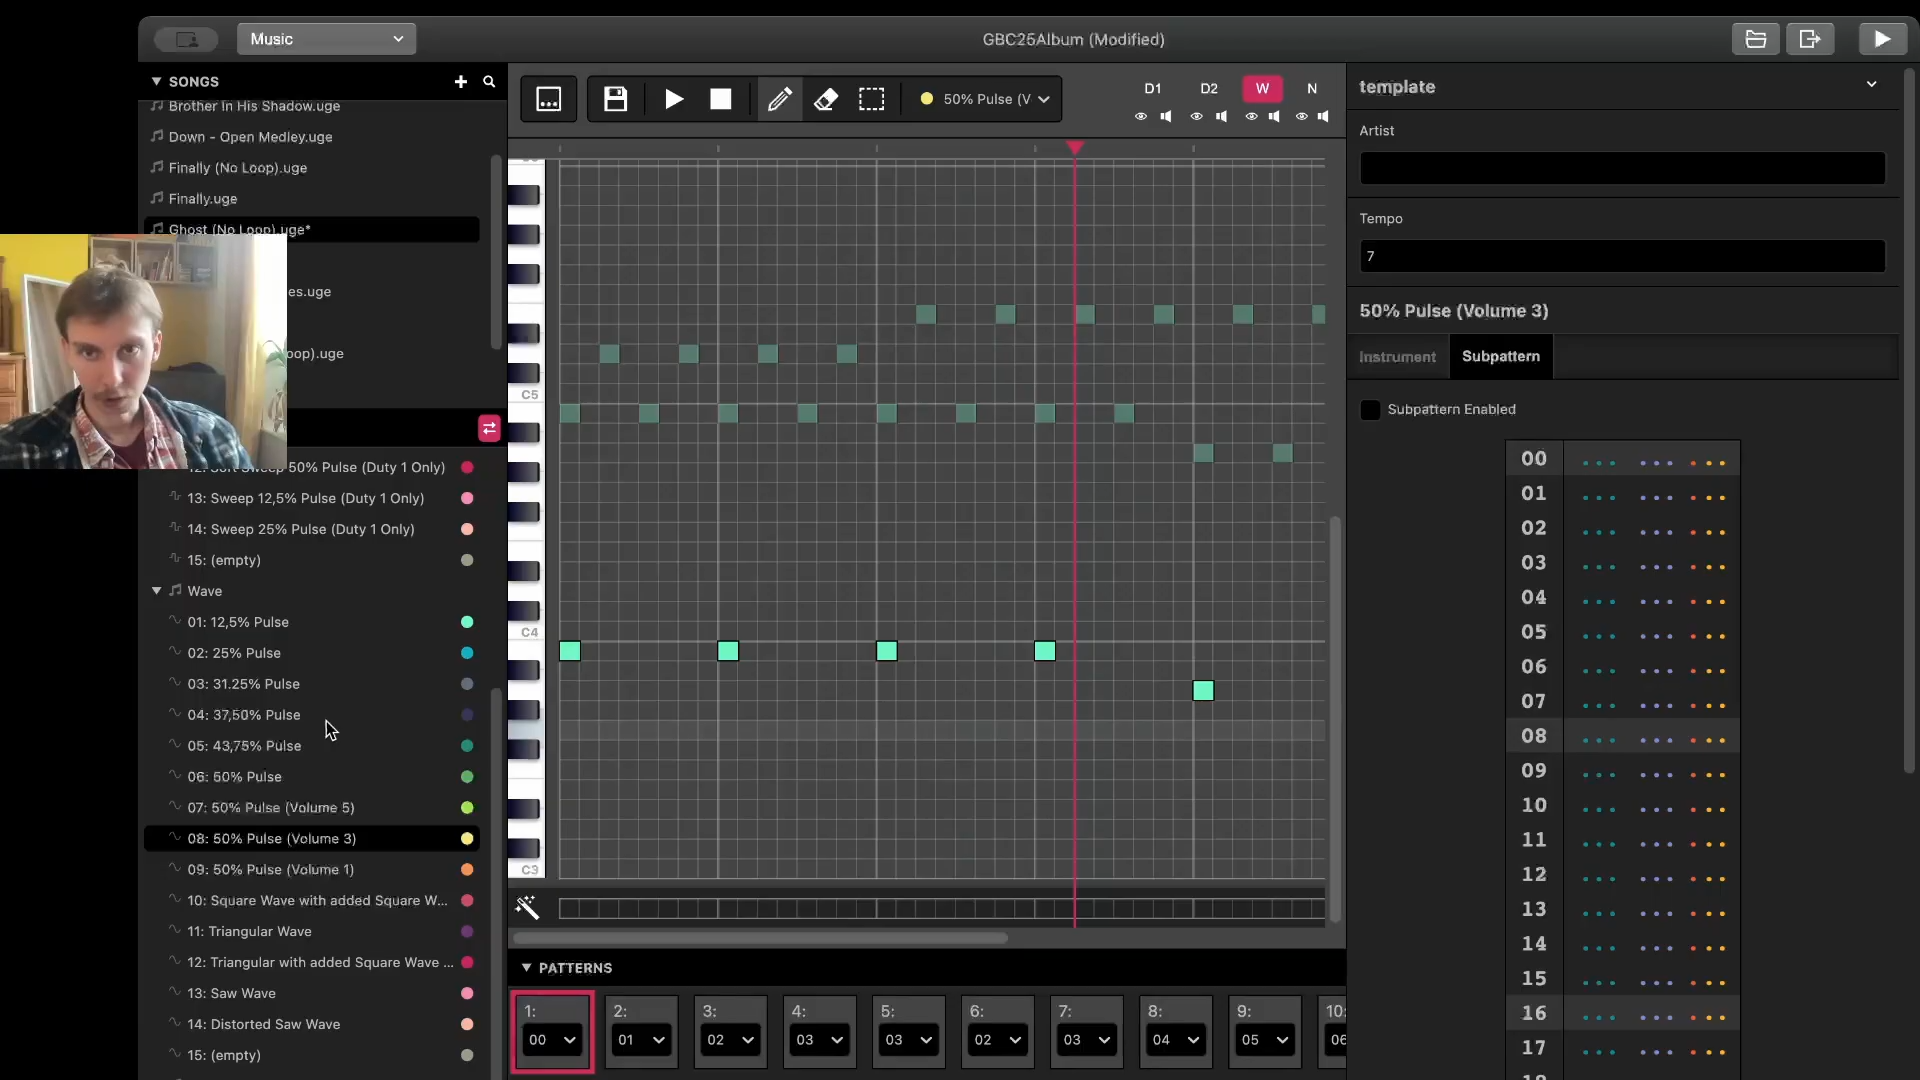 Music
GBC25Album (Modified)
SONGS
Brother In His Shadow.uge
Down - Open Medley.uge
Finally (No Loop).uge
Finally.uge
Ghost (No Loop).uge*
es.uge
oop).uge
12: Soft Sweep 50% Pulse (Duty 1 Only)
13: Sweep 12,5% Pulse (Duty 1 Only)
14: Sweep 25% Pulse (Duty 1 Only)
15: (empty)
Wave
01: 12,5% Pulse
02: 25% Pulse
03: 31.25% Pulse
04: 37,50% Pulse
05: 43,75% Pulse
06: 50% Pulse
07: 50% Pulse (Volume 5)
08: 50% Pulse (Volume 3)
09: 50% Pulse (Volume 1)
10: Square Wave with added Square W...
11: Triangular Wave
12: Triangular with added Square Wave ...
13: Saw Wave
14: Distorted Saw Wave
15: (empty)
50% Pulse (V
D1 D2 W N
C5
C4
C3
PATTERNS
1: 2: 3: 4: 5: 6: 7: 8: 9: 10:
00 01 02 03 03 02 03 04 05 06
template
Artist
Tempo
7
50% Pulse (Volume 3)
Instrument Subpattern
Subpattern Enabled
00
01
02
03
04
05
06
07
08
09
10
11
12
13
14
15
16
17